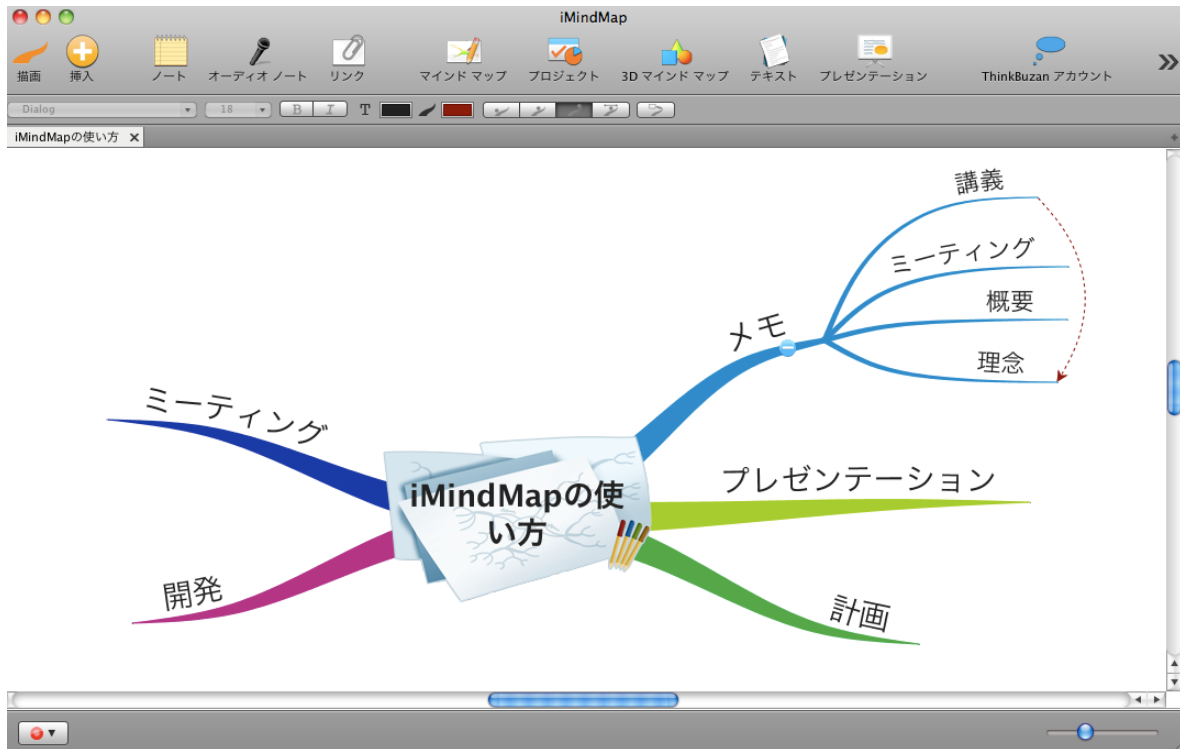 iMindMap
描画
挿入
ノート
オーディオ ノート
リンク
マインド マップ
プロジェクト
3D マインド マップ
テキスト
プレゼンテーション
ThinkBuzan アカウント
Dialog
18
B
I
T
iMindMapの使い方
講義
ミーティング
概要
理念
メモ
ミーティング
プレゼンテーション
iMindMapの使
い方
開発
計画